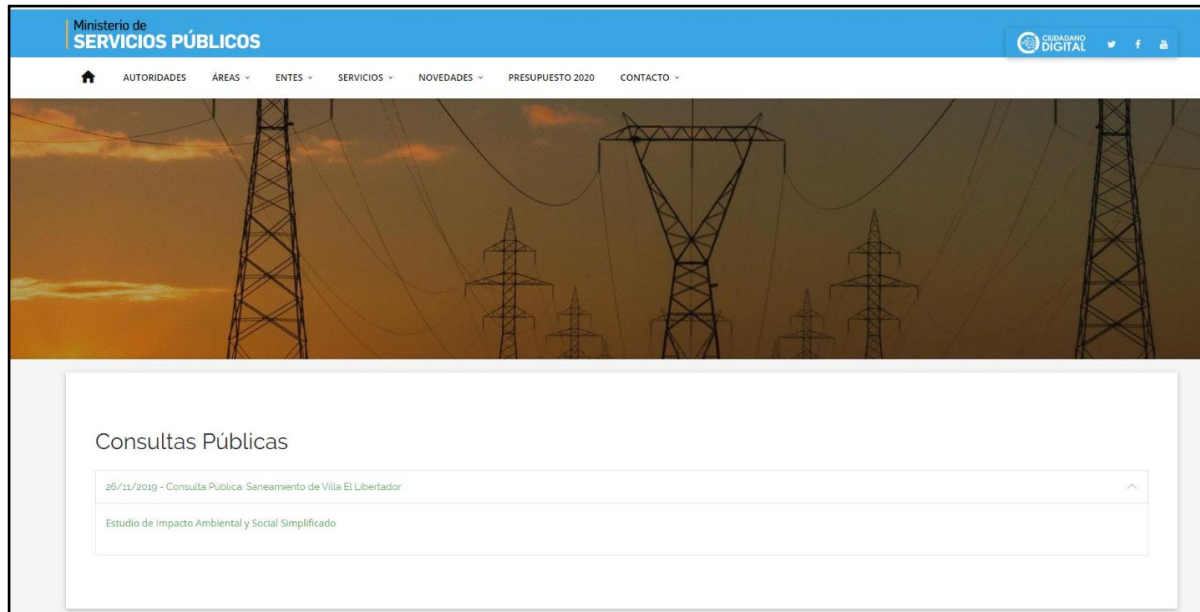 Ministerio de
SERVICIOS PÚBLICOS
CIUDADANO
DIGITAL
AUTORIDADES ÁREAS ENTES SERVICIOS NOVEDADES PRESUPUESTO 2020 CONTACTO
Consultas Públicas
26/11/2019 - Consulta Pública: Saneamiento de Villa El Libertador
Estudio de Impacto Ambiental y Social Simplificado